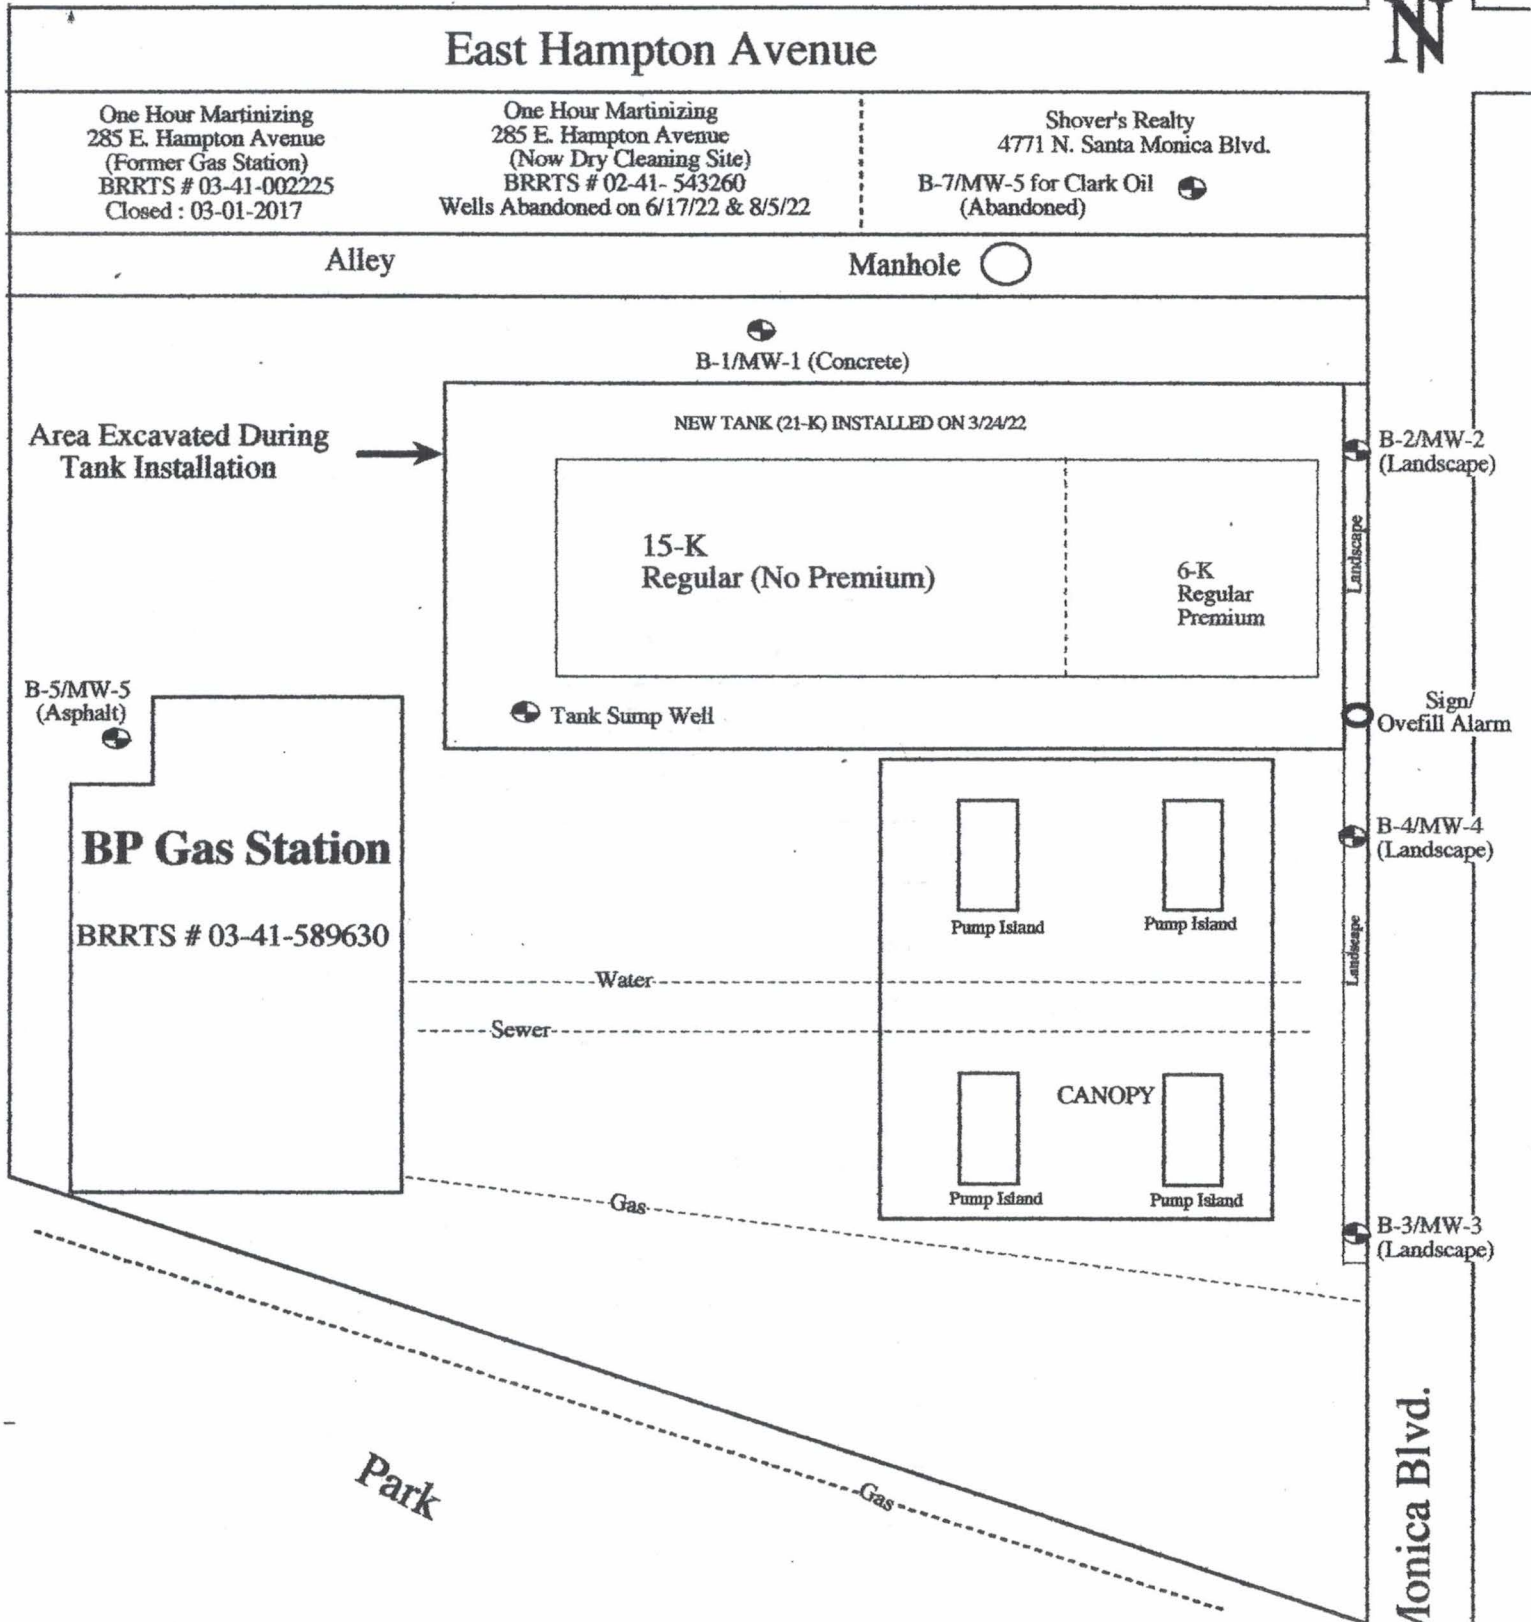 N
East Hampton Avenue
One Hour Martinizing
285 E. Hampton Avenue
(Former Gas Station)
BRRTS # 03-41-002225
Closed : 03-01-2017
One Hour Martinizing
285 E. Hampton Avenue
(Now Dry Cleaning Site)
BRRTS # 02-41- 543260
Wells Abandoned on 6/17/22 & 8/5/22
Shover's Realty
4771 N. Santa Monica Blvd.
B-7/MW-5 for Clark Oil
(Abandoned)
Alley
Manhole
B-1/MW-1 (Concrete)
Area Excavated During
Tank Installation
NEW TANK (21-K) INSTALLED ON 3/24/22
B-2/MW-2
(Landscape)
15-K
Regular (No Premium)
6-K
Regular
Premium
Landscape
B-5/MW-5
(Asphalt)
Tank Sump Well
Sign/
Ovefill Alarm
BP Gas Station
BRRTS # 03-41-589630
B-4/MW-4
(Landscape)
Pump Island
Pump Island
Landscape
Water
Sewer
CANOPY
Gas
Pump Island
Pump Island
B-3/MW-3
(Landscape)
Park
Gas
Monica Blvd.